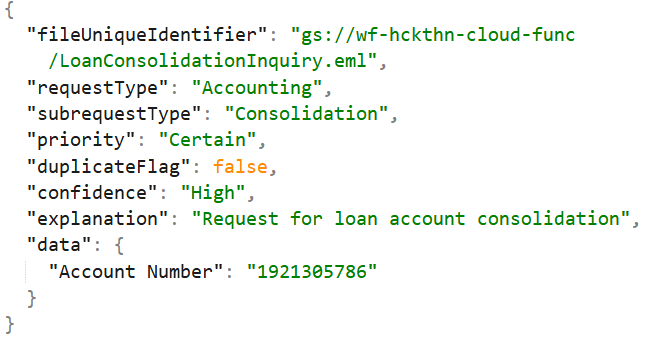 {
"fileUniqueIdentifier": "gs://wf-hckthn-cloud-func
/LoanConsolidationInquiry.eml",
"requestType": "Accounting",
"subrequestType": "Consolidation",
"priority": "Certain",
"duplicateFlag": false,
"confidence": "High",
"explanation": "Request for loan account consolidation",
"data": {
"Account Number": "1921305786"
}
}